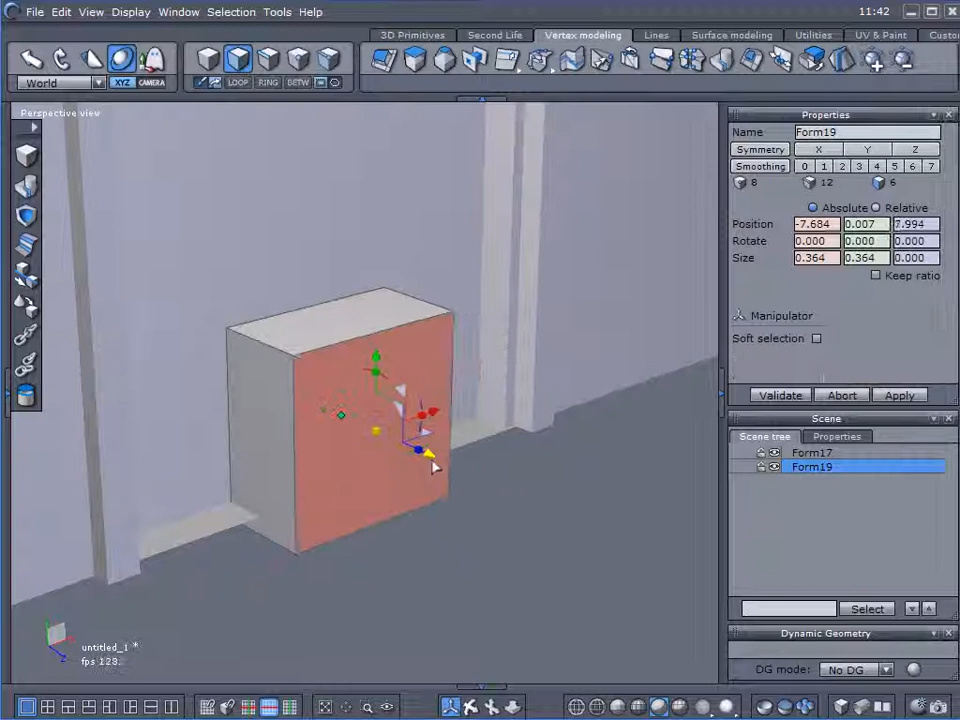 File Edit View Display Window Selection Tools Help 11:42
3D Primitives Second Life Vertex modeling Lines Surface modeling Utilities UV & Paint Custo
World XYZ CAMERA LOOP RING BETW
Perspective view
Properties
Name Form19
Symmetry X Y Z
Smoothing 0 1 2 3 4 5 6 7
8 12 6
Absolute Relative
Position -7.684 0.007 7.994
Rotate 0.000 0.000 0.000
Size 0.364 0.364 0.000
Keep ratio
Manipulator
Soft selection
Validate Abort Apply
Scene
Scene tree Properties
Form17
Form19
Select
Dynamic Geometry
DG mode: No DG
untitled_1 *
fps 128.